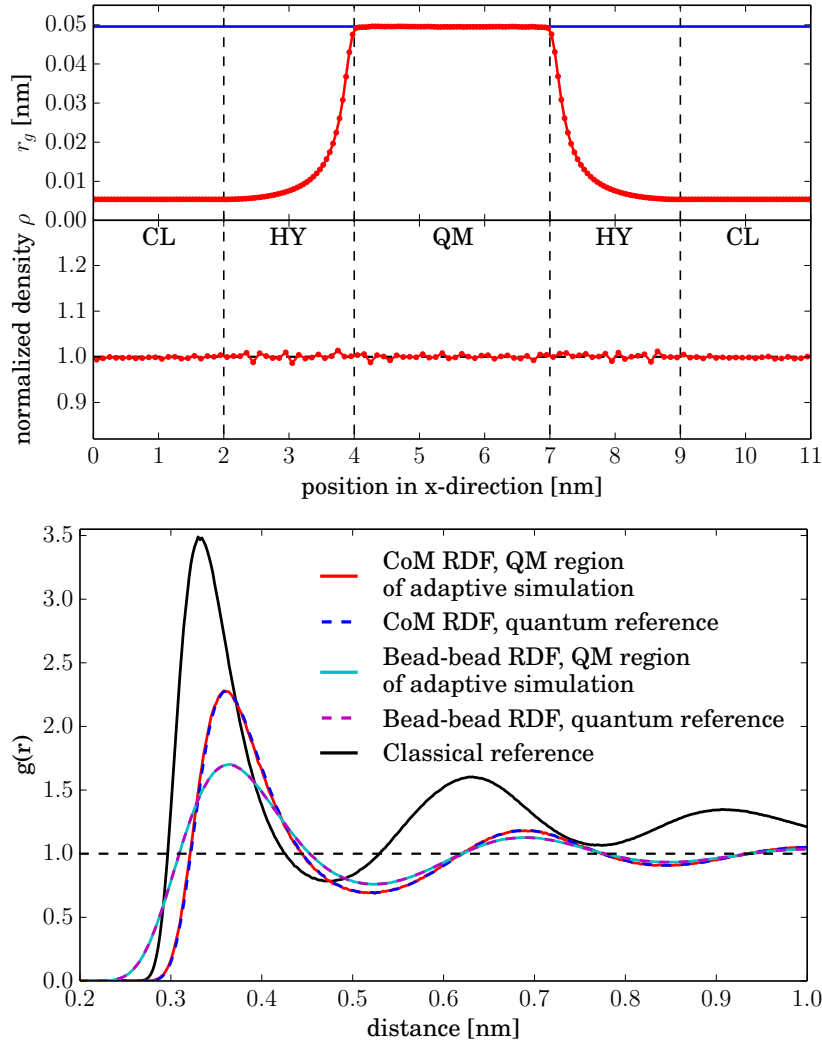 0.05
0.04
0.03
0.02
0.01
0.00
r_g [nm]
CL
HY
QM
HY
CL
1.2
1.1
1.0
0.9
normalized density ρ
0 1 2 3 4 5 6 7 8 9 10 11
position in x-direction [nm]
3.5
3.0
2.5
2.0
1.5
1.0
0.5
0.0
g(r)
CoM RDF, QM region
of adaptive simulation
CoM RDF, quantum reference
Bead-bead RDF, QM region
of adaptive simulation
Bead-bead RDF, quantum reference
Classical reference
0.2 0.3 0.4 0.5 0.6 0.7 0.8 0.9 1.0
distance [nm]